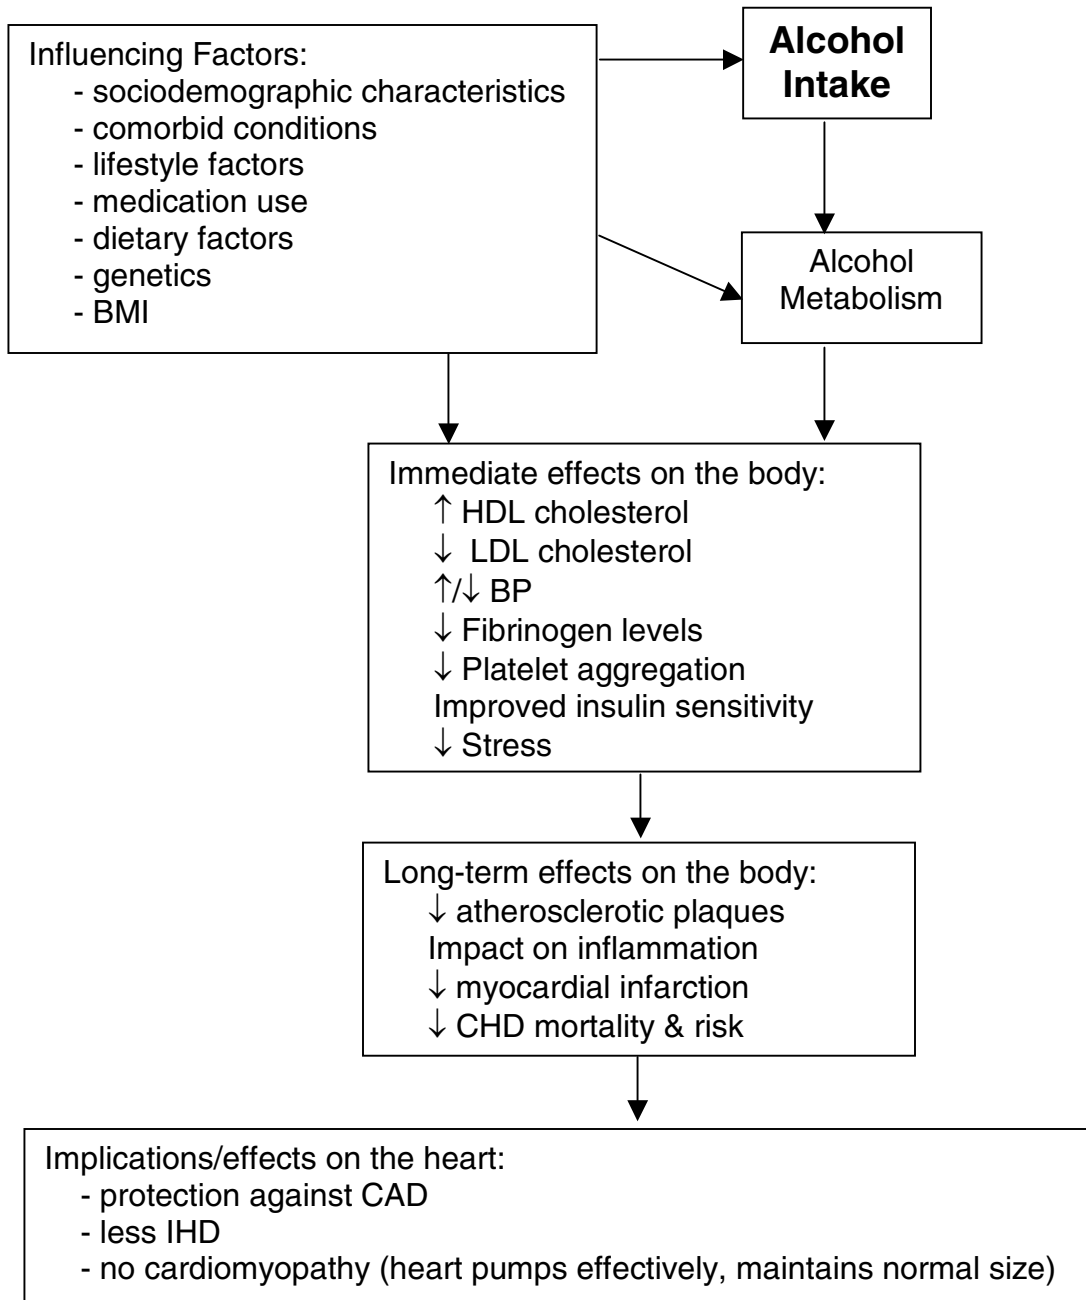 Influencing Factors:
- sociodemographic characteristics
- comorbid conditions
- lifestyle factors
- medication use
- dietary factors
- genetics
- BMI
Alcohol
Intake
Alcohol
Metabolism
Immediate effects on the body:
↑ HDL cholesterol
↓ LDL cholesterol
↑/↓ BP
↓ Fibrinogen levels
↓ Platelet aggregation
Improved insulin sensitivity
↓ Stress
Long-term effects on the body:
↓ atherosclerotic plaques
Impact on inflammation
↓ myocardial infarction
↓ CHD mortality & risk
Implications/effects on the heart:
- protection against CAD
- less IHD
- no cardiomyopathy (heart pumps effectively, maintains normal size)